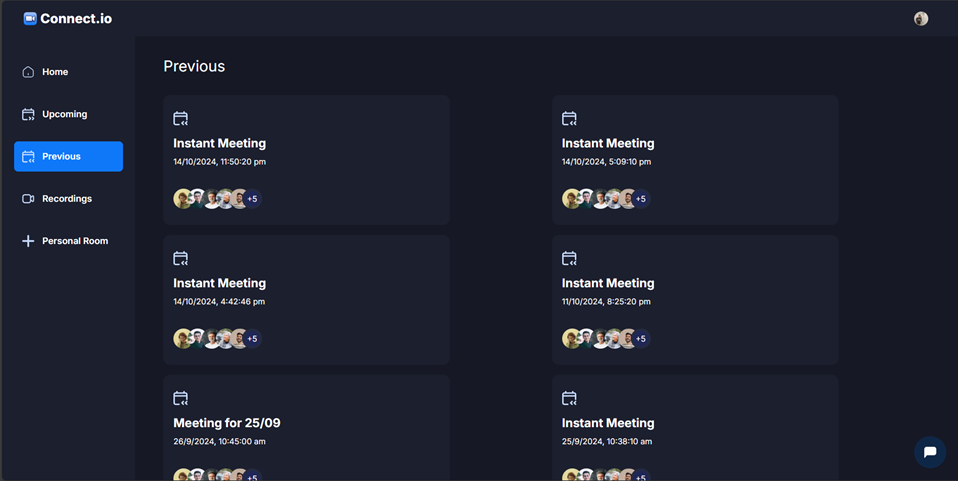 Connect.io
Home
Upcoming
Previous
Recordings
Personal Room
Previous
Instant Meeting
14/10/2024, 11:50:20 pm
+5
Instant Meeting
14/10/2024, 5:09:10 pm
+5
Instant Meeting
14/10/2024, 4:42:46 pm
+5
Instant Meeting
11/10/2024, 8:25:20 pm
+5
Meeting for 25/09
26/9/2024, 10:45:00 am
+5
Instant Meeting
25/9/2024, 10:38:10 am
+5